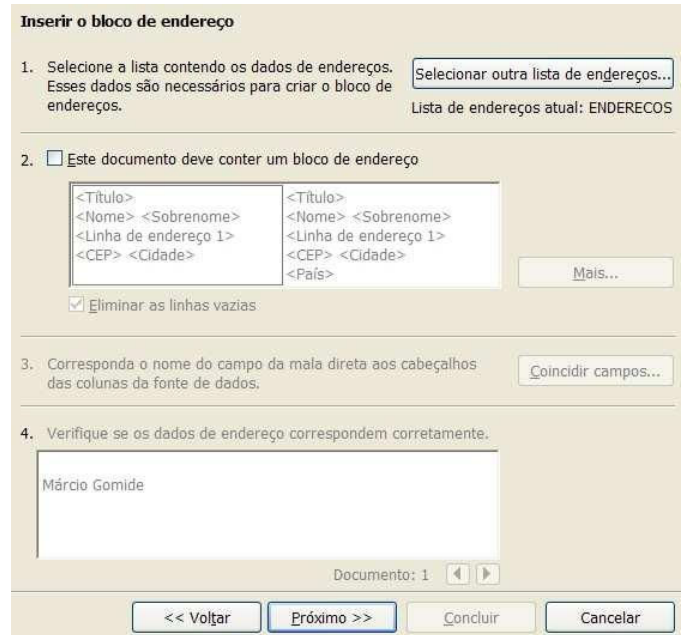 Inserir o bloco de endereço
1. Selecione a lista contendo os dados de endereços.
Esses dados são necessários para criar o bloco de
endereços.
Selecionar outra lista de endereços...
Lista de endereços atual: ENDERECOS
2. Este documento deve conter um bloco de endereço
<Título>
<Nome> <Sobrenome>
<Linha de endereço 1>
<CEP> <Cidade>
<Título>
<Nome> <Sobrenome>
<Linha de endereço 1>
<CEP> <Cidade>
<País>
Mais...
Eliminar as linhas vazias
3. Corresponda o nome do campo da mala direta aos cabeçalhos
das colunas da fonte de dados.
Coincidir campos...
4. Verifique se os dados de endereço correspondem corretamente.
Márcio Gomide
Documento: 1
<< Voltar
Próximo >>
Concluir
Cancelar